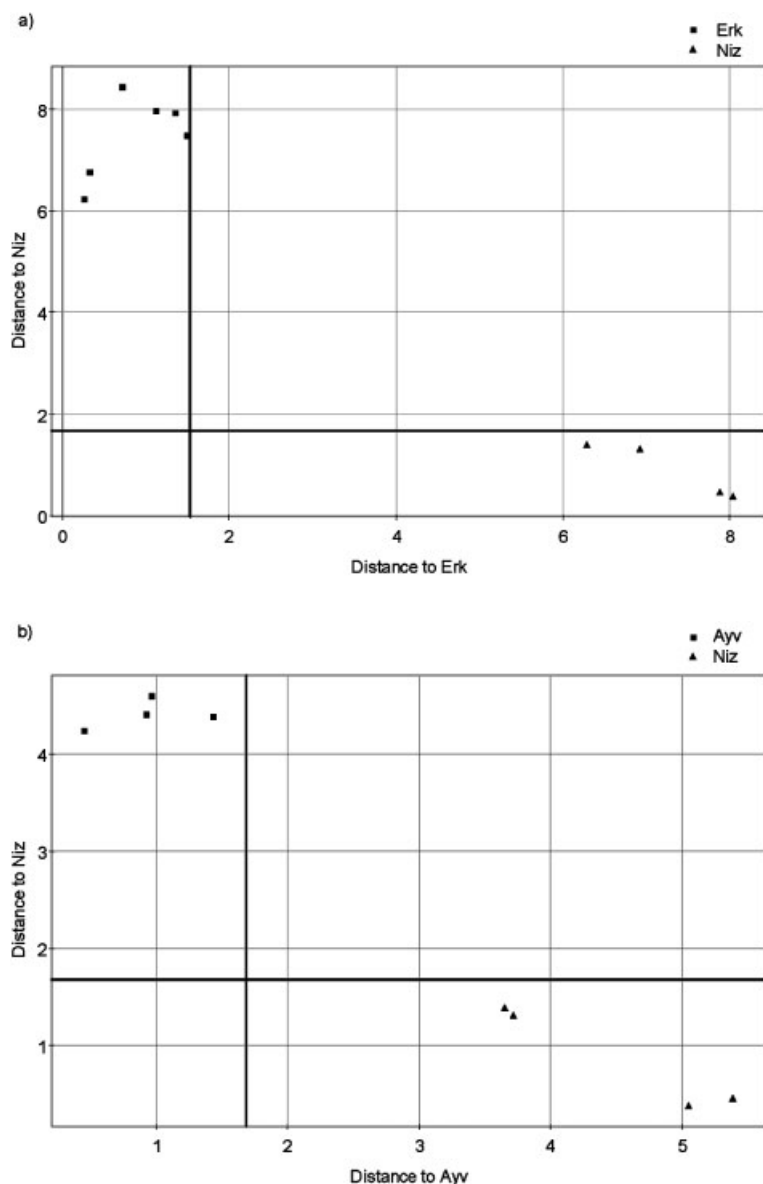 a)
Erk
Niz
8
6
4
2
0
Distance to Niz
0 2 4 6 8
Distance to Erk
b)
Ayv
Niz
4
3
2
1
Distance to Niz
1 2 3 4 5
Distance to Ayv